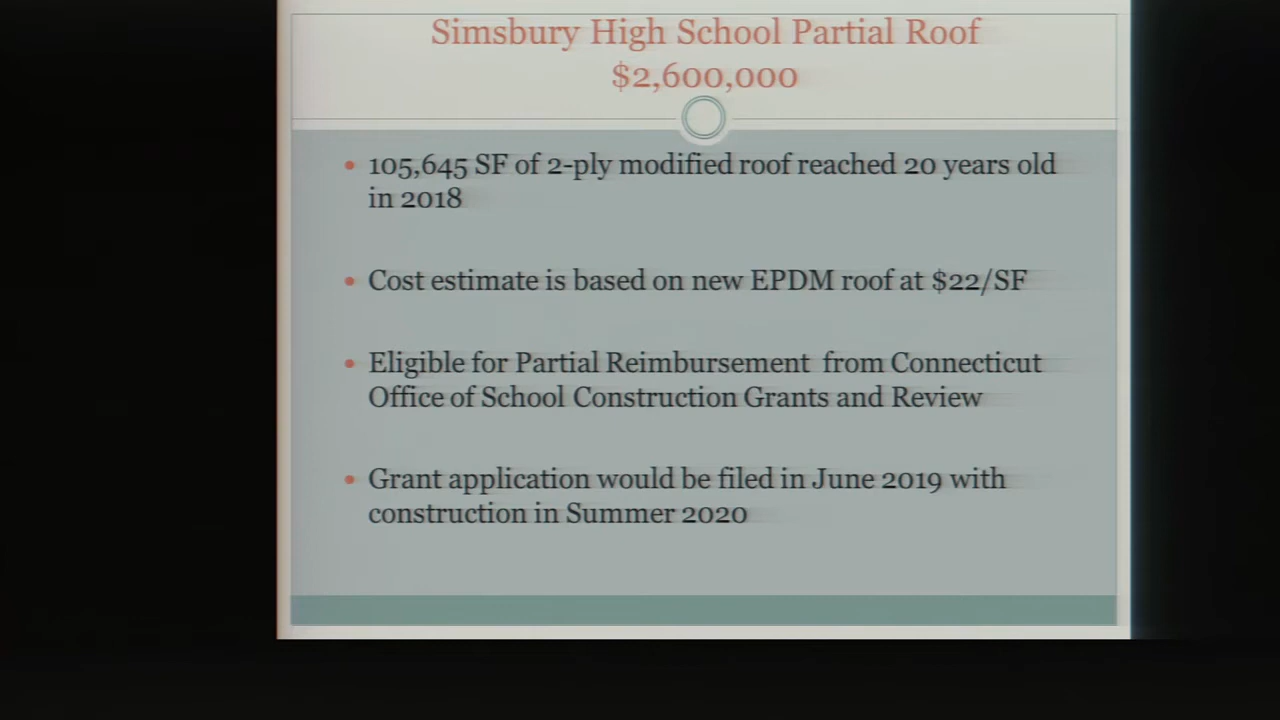 Simsbury High School Partial Roof
$2,600,000
• 105,645 SF of 2-ply modified roof reached 20 years old
in 2018
• Cost estimate is based on new EPDM roof at $22/SF
• Eligible for Partial Reimbursement from Connecticut
Office of School Construction Grants and Review
• Grant application would be filed in June 2019 with
construction in Summer 2020